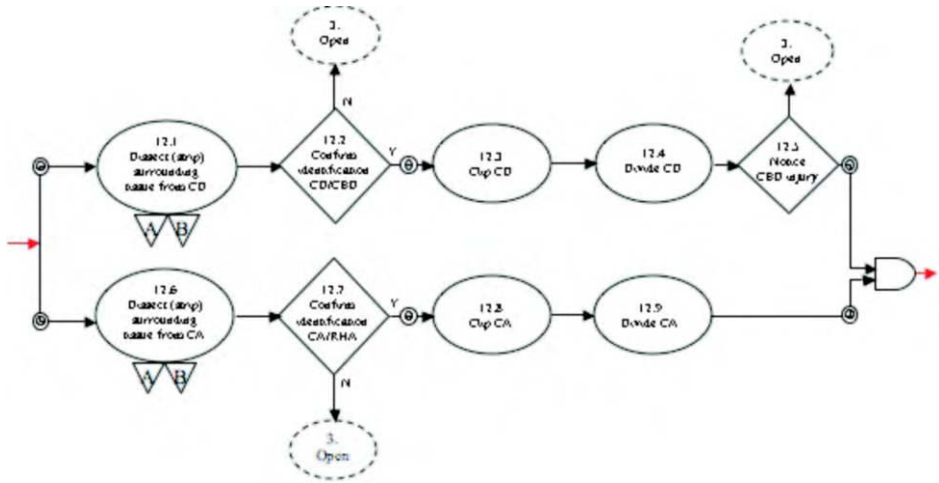 3.
Open
3.
Open
12.1
Dissect (strip)
surrounding
tissue from CD
12.2
Confirm
identification
CD/CBD
N
Y
12.3
Clip CD
12.4
Divide CD
12.5
Notice
CBD injury
A B
12.6
Dissect (strip)
surrounding
tissue from CA
12.7
Confirm
identification
CA/RHA
Y
N
12.8
Clip CA
12.9
Divide CA
A B
3.
Open